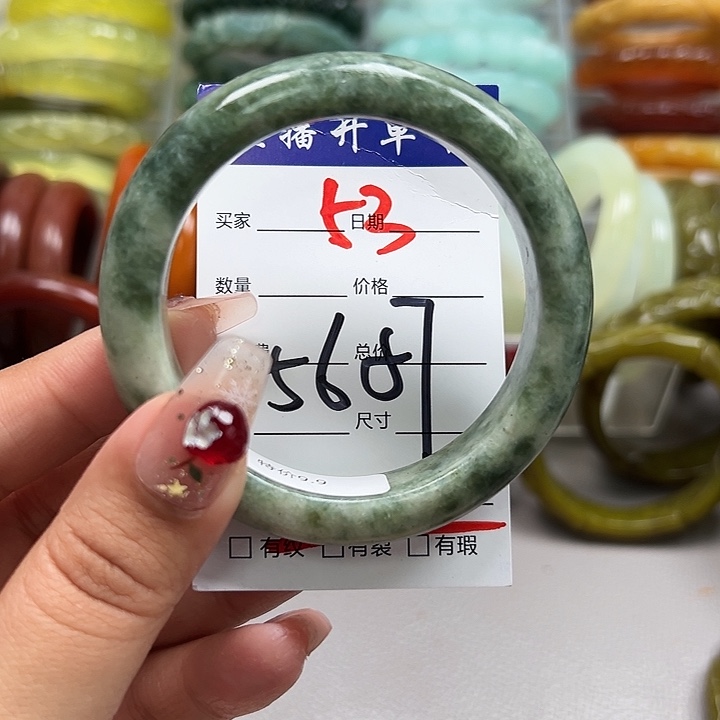 播开单
53
买家 日期
数量 价格
总价
5687
尺寸
有纹 有裂 有瑕